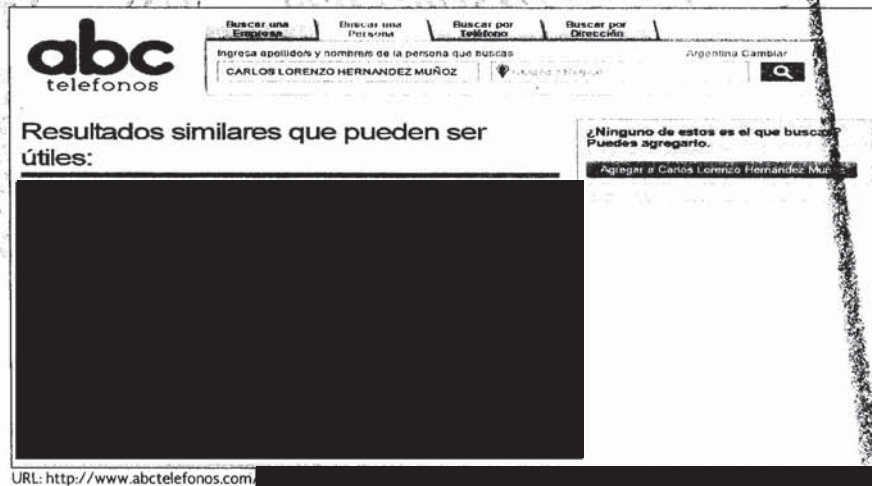 Buscar una Empresa
Buscar una Persona
Buscar por Teléfono
Buscar por Dirección
abc
telefonos
Ingresa apellido/s y nombre/s de la persona que buscas
Argentina Cambiar
CARLOS LORENZO HERNANDEZ MUÑOZ
Resultados similares que pueden ser
útiles:
¿Ninguno de estos es el que buscas?
Puedes agregarlo.
Agregar a Carlos Lorenzo Hernández
URL: http://www.abctelefonos.com/